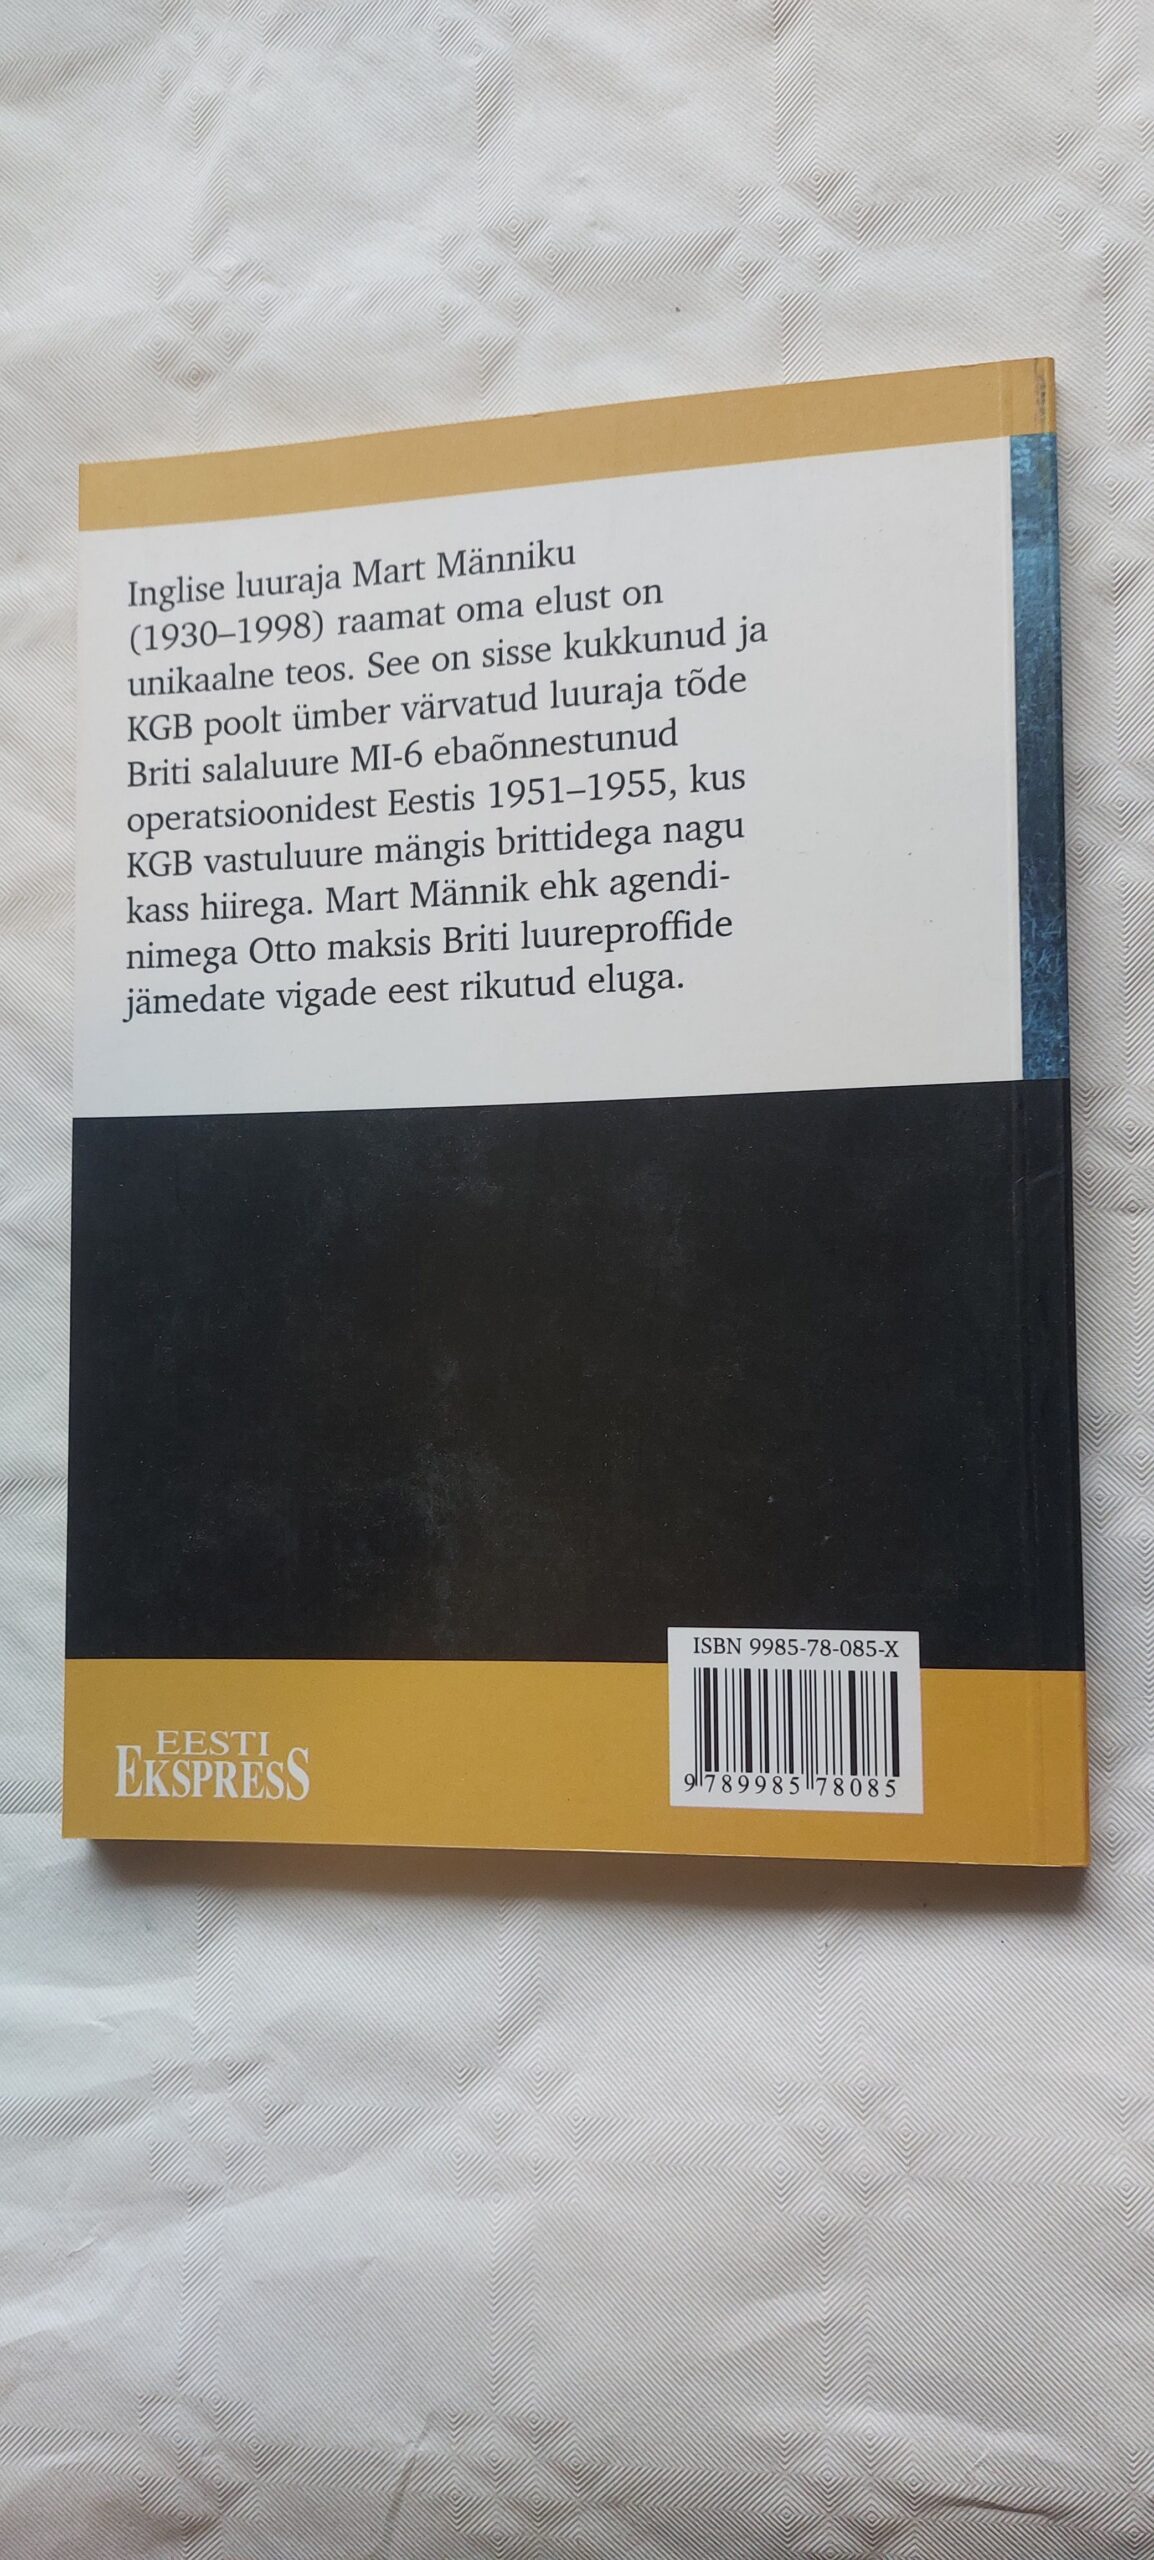 Inglise luuraja Mart Männiku
(1930–1998) raamat oma elust on
unikaalne teos. See on sisse kukkunud ja
KGB poolt ümber värvatud luuraja tõde
Briti salaluure MI-6 ebaõnnestunud
operatsioonidest Eestis 1951–1955, kus
KGB vastuluure mängis brittidega nagu
kass hiirega. Mart Männik ehk agendi-
nimega Otto maksis Briti luureproffide
jämedate vigade eest rikutud eluga.
ISBN 9985-78-085-X
9 789985 78085
EESTI
EKSPRESS